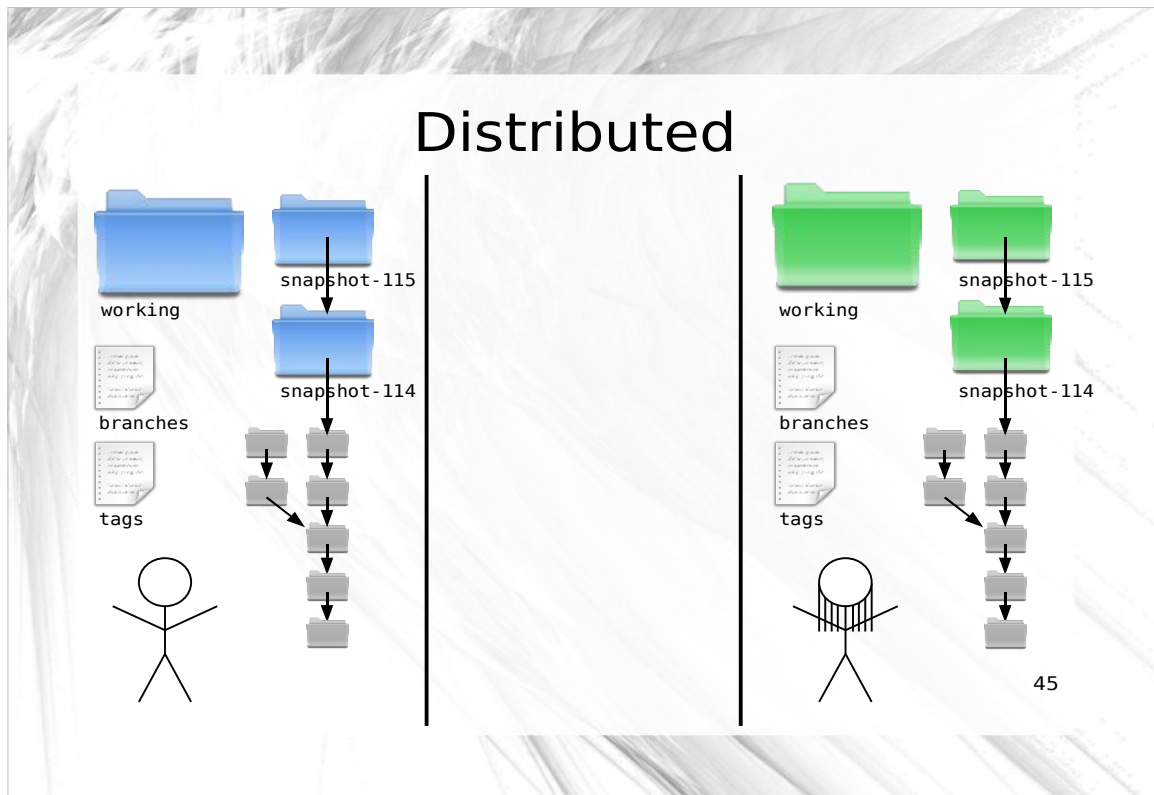 Distributed
snapshot-115
working
snapshot-114
branches
tags
snapshot-115
working
snapshot-114
branches
tags
45